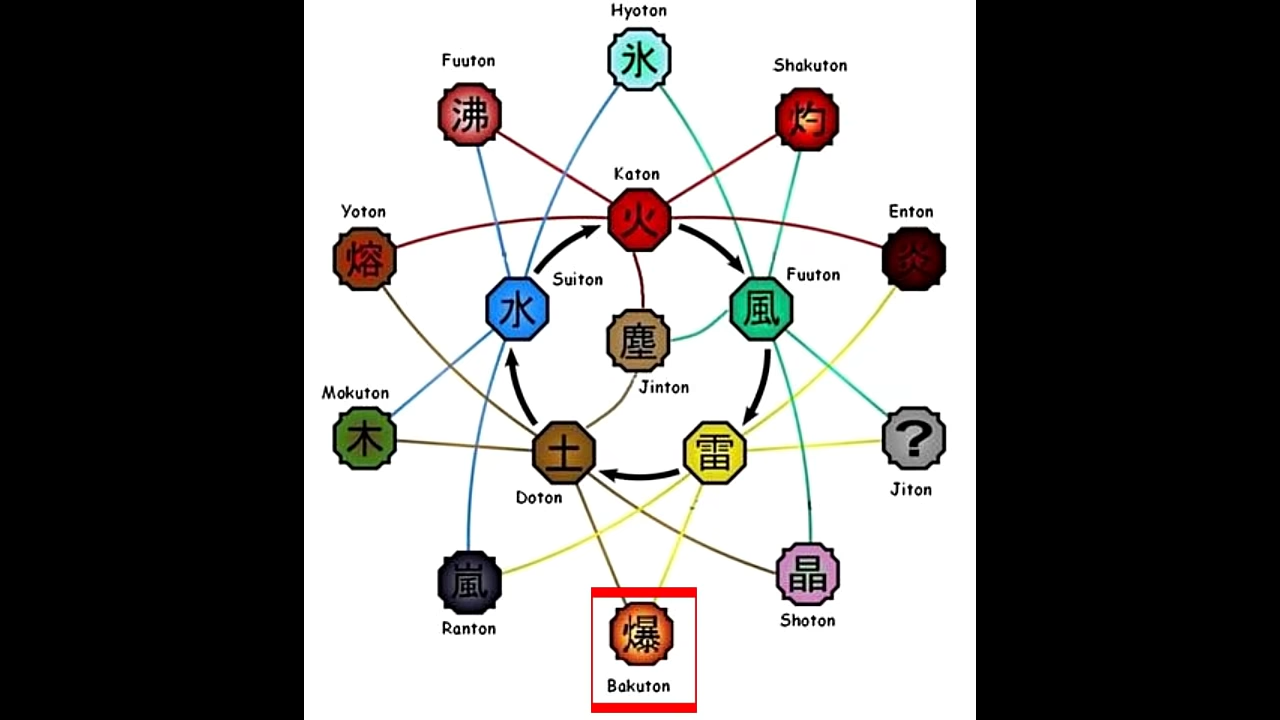 Hyoton
氷
Fuuton
沸
Shakuton
灼
Katon
火
Yoton
熔
Enton
炎
Suiton
水
Fuuton
風
塵
Jinton
Mokuton
木
土
Doton
雷
?
Jiton
嵐
Ranton
晶
Shoton
爆
Bakuton